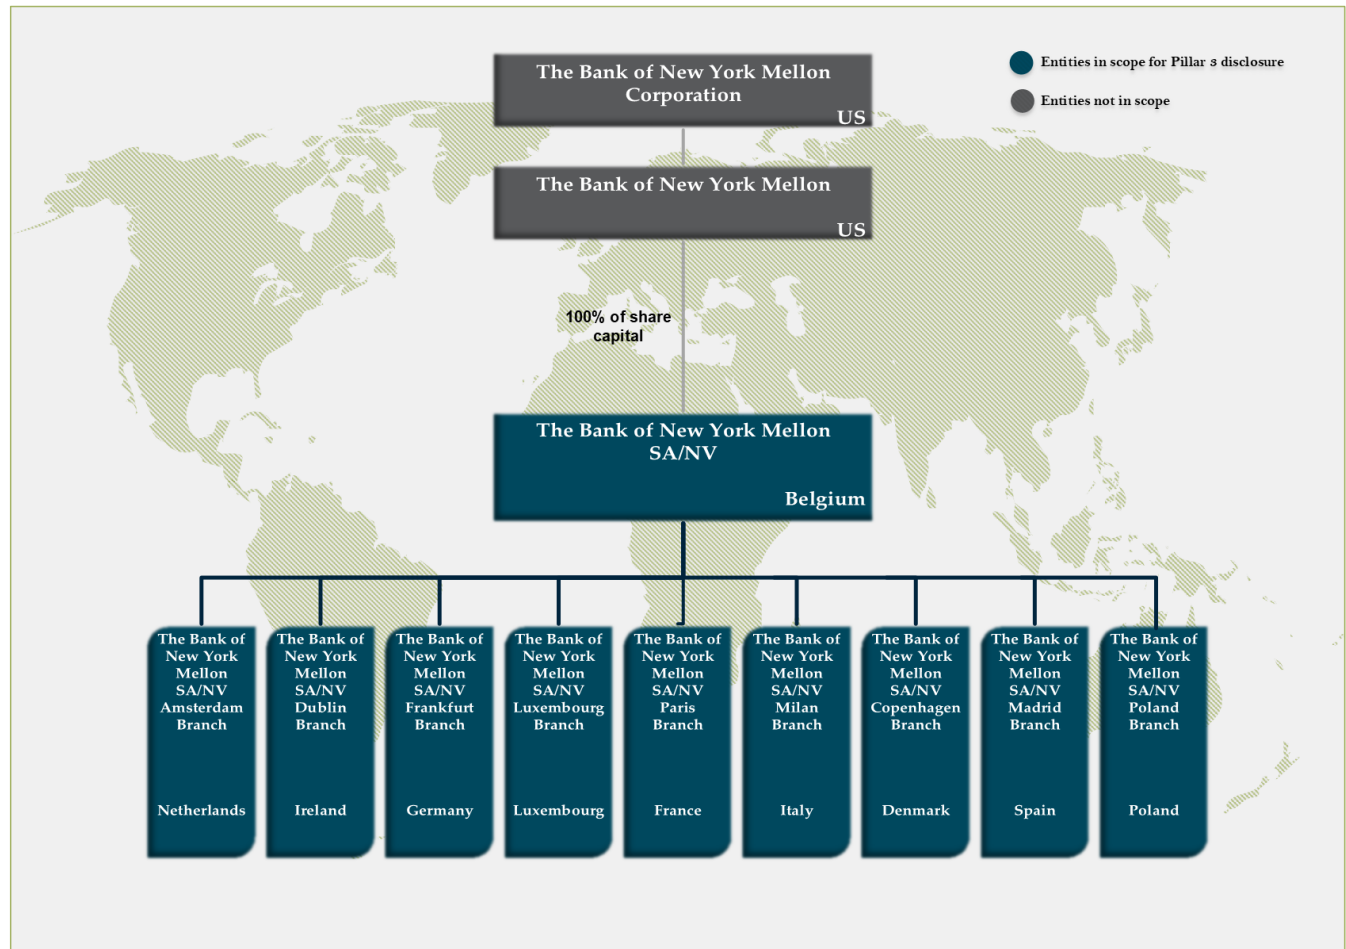 The Bank of New York Mellon
Corporation
US
Entities in scope for Pillar 3 disclosure
Entities not in scope
The Bank of New York Mellon
US
100% of share
capital
The Bank of New York Mellon
SA/NV
Belgium
The Bank of
New York
Mellon
SA/NV
Amsterdam
Branch
Netherlands
The Bank of
New York
Mellon
SA/NV
Dublin
Branch
Ireland
The Bank of
New York
Mellon
SA/NV
Frankfurt
Branch
Germany
The Bank of
New York
Mellon
SA/NV
Luxembourg
Branch
Luxembourg
The Bank of
New York
Mellon
SA/NV
Paris
Branch
France
The Bank of
New York
Mellon
SA/NV
Milan
Branch
Italy
The Bank of
New York
Mellon
SA/NV
Copenhagen
Branch
Denmark
The Bank of
New York
Mellon
SA/NV
Madrid
Branch
Spain
The Bank of
New York
Mellon
SA/NV
Poland
Branch
Poland